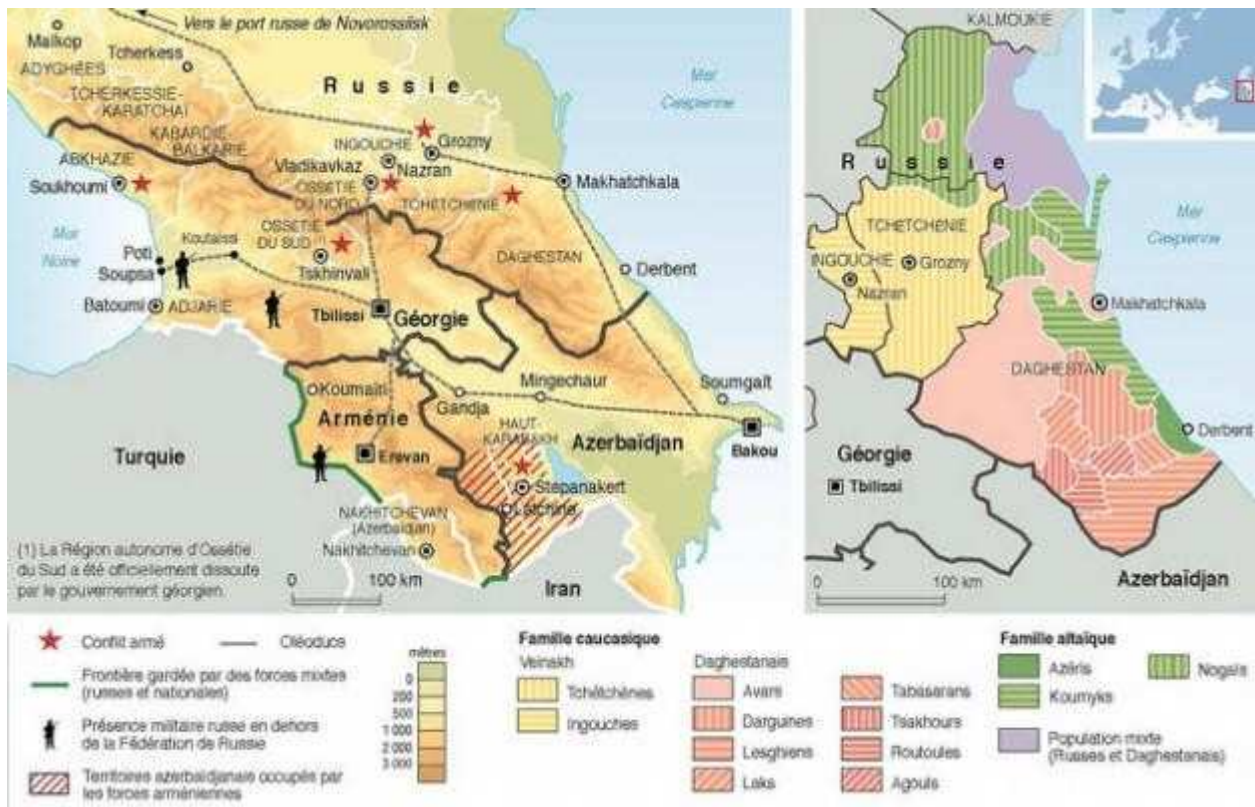 Vers le port russe de Novorossiisk
Maïkop
ADYGHÉES
Tcherkess
TCHERKESSIE-
KARATCHAI
KABARDIE-
BALKARIE
Russie
Mer
Caspienne
ABKHAZIE
Soukhoumi
INGOUCHIE
Vladikavkaz
Nazran
Grozny
OSSÉTIE
DU NORD
TCHÉTCHÉNIE
Makhatchkala
OSSÉTIE
DU SUD (1)
Tskhinvali
DAGHESTAN
Derbent
Mer
Noire
Poti
Koutaïssi
Soupsa
Batoumi
ADJARIE
Tbilissi
Géorgie
Koumaïri
Arménie
Erevan
Gandja
Mingechaur
Soumgaït
Bakou
Azerbaïdjan
HAUT-
KARABAKH
Stepanakert
Latchine
Turquie
NAKHITCHEVAN
(Azerbaïdjan)
Nakhitchevan
Iran
(1) La Région autonome d'Ossétie
du Sud a été officiellement dissoute
par le gouvernement géorgien.
0 100 km
KALMOUKIE
Russie
TCHÉTCHÉNIE
INGOUCHIE
Grozny
Nazran
Mer
Caspienne
Makhatchkala
DAGHESTAN
Derbent
Géorgie
Tbilissi
Azerbaïdjan
0 100 km
Conflit armé
Oléoducs
Frontière gardée par des forces mixtes
(russes et nationales)
Présence militaire russe en dehors
de la Fédération de Russie
Territoires azerbaïdjanais occupés par
les forces arméniennes
mètres
0
200
500
1 000
2 000
3 000
Famille caucasique
Veinakh
Tchétchènes
Ingouches
Daghestanais
Avars
Darguines
Lesghiens
Laks
Tabasarans
Tsakhours
Routoules
Agouls
Famille altaïque
Azéris
Koumyks
Nogaïs
Population mixte
(Russes et Daghestanais)